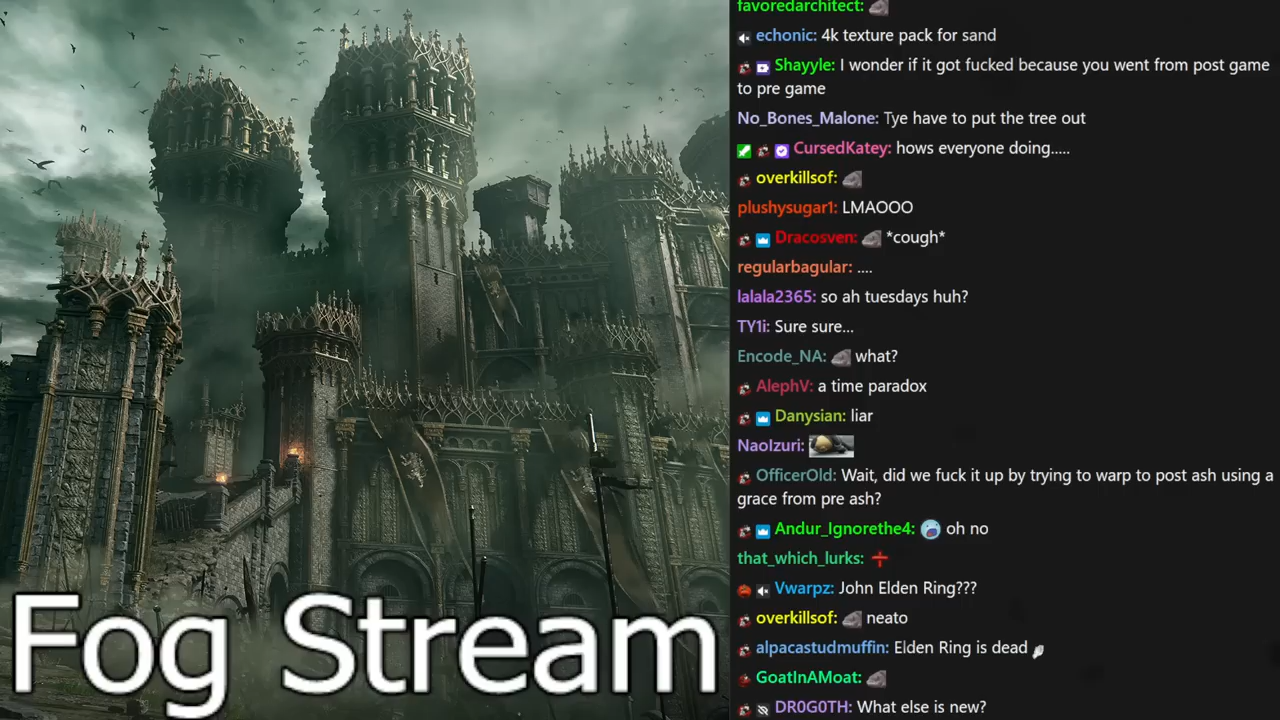 favoredarchitect:
echonic: 4k texture pack for sand
Shayyle: I wonder if it got fucked because you went from post game
to pre game
No_Bones_Malone: Tye have to put the tree out
CursedKatey: hows everyone doing.....
overkillsof:
plushysugar1: LMAOOO
Dracosven: *cough*
regularbagular: ....
lalala2365: so ah tuesdays huh?
TY1i: Sure sure...
Encode_NA: what?
AlephV: a time paradox
Danysian: liar
NaoIzuri:
OfficerOld: Wait, did we fuck it up by trying to warp to post ash using a
grace from pre ash?
Andur_Ignorethe4: oh no
that_which_lurks:
Vwarpz: John Elden Ring???
overkillsof: neato
alpacastudmuffin: Elden Ring is dead
GoatInAMoat:
DR0G0TH: What else is new?
Fog Stream